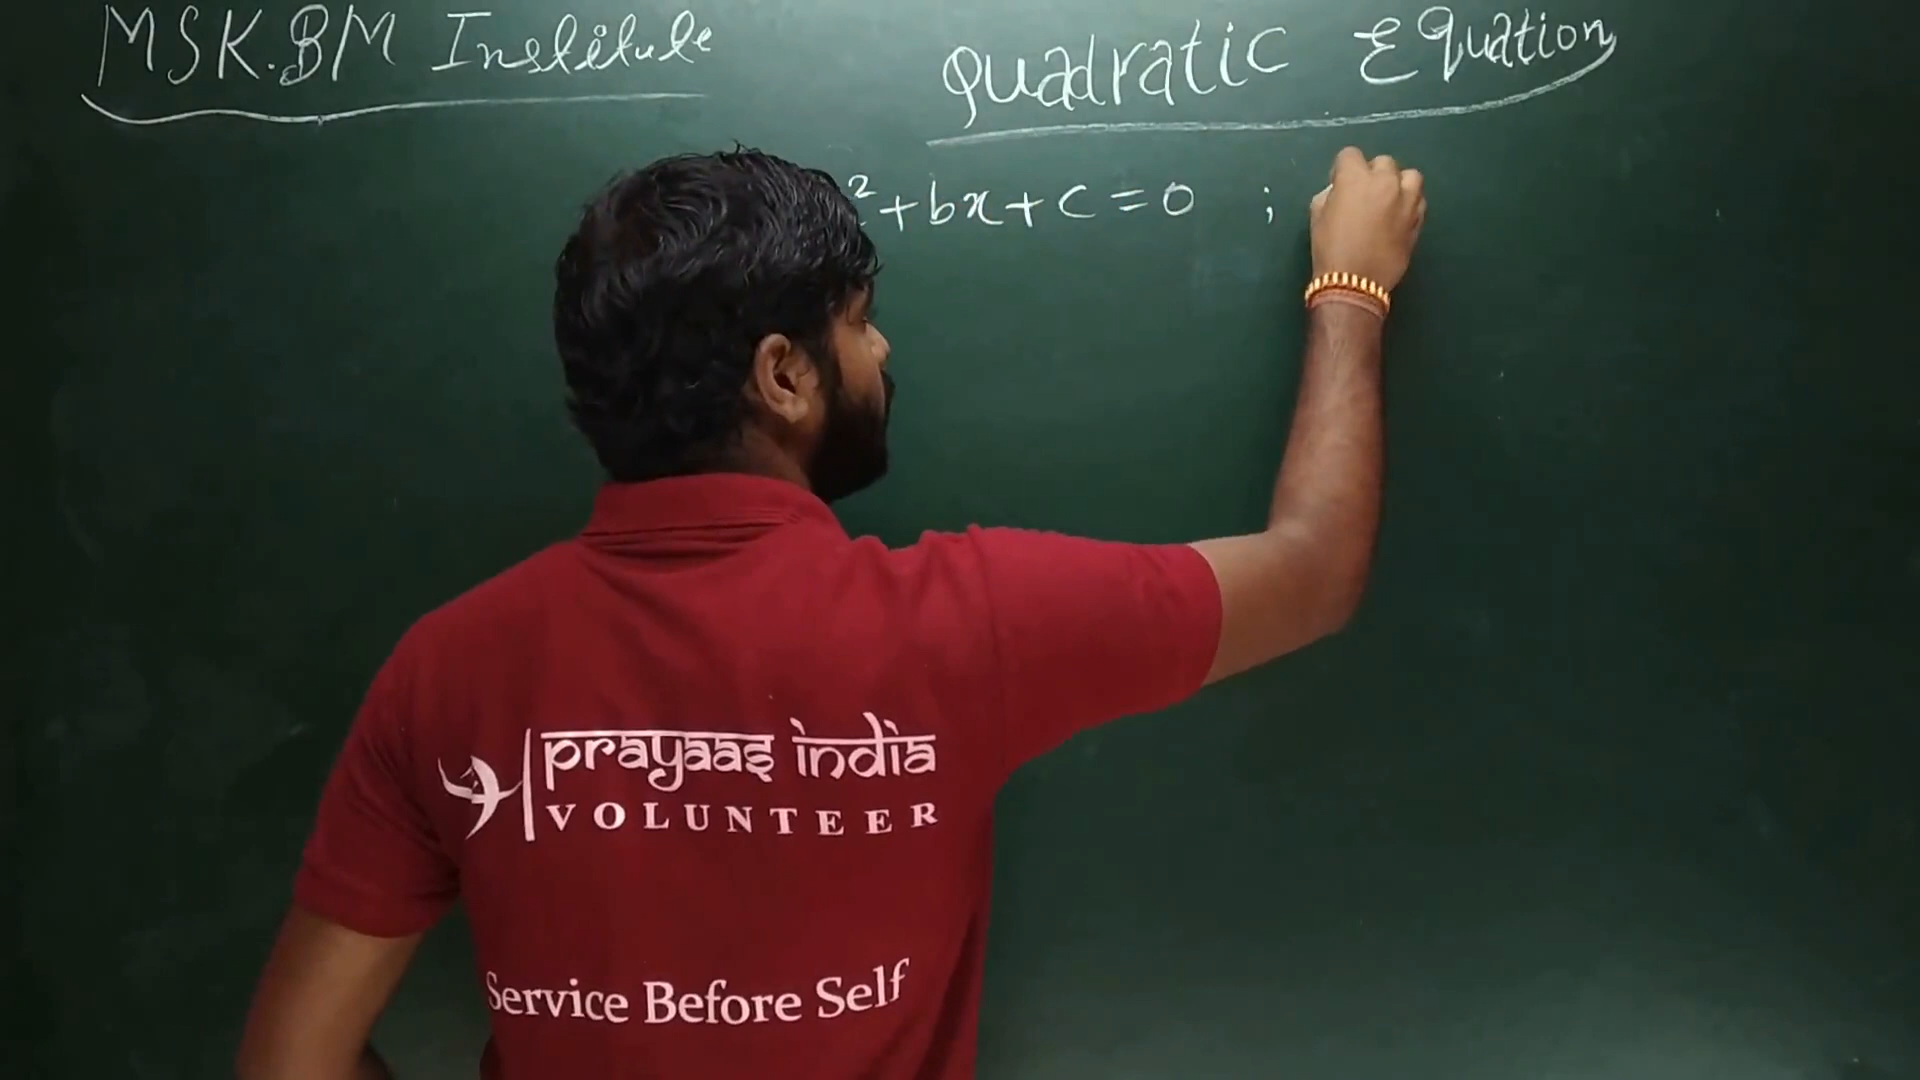 MSK.BM Institute
Quadratic Equation
² + bx + c = 0 ;
prayaas india
VOLUNTEER
Service Before Self